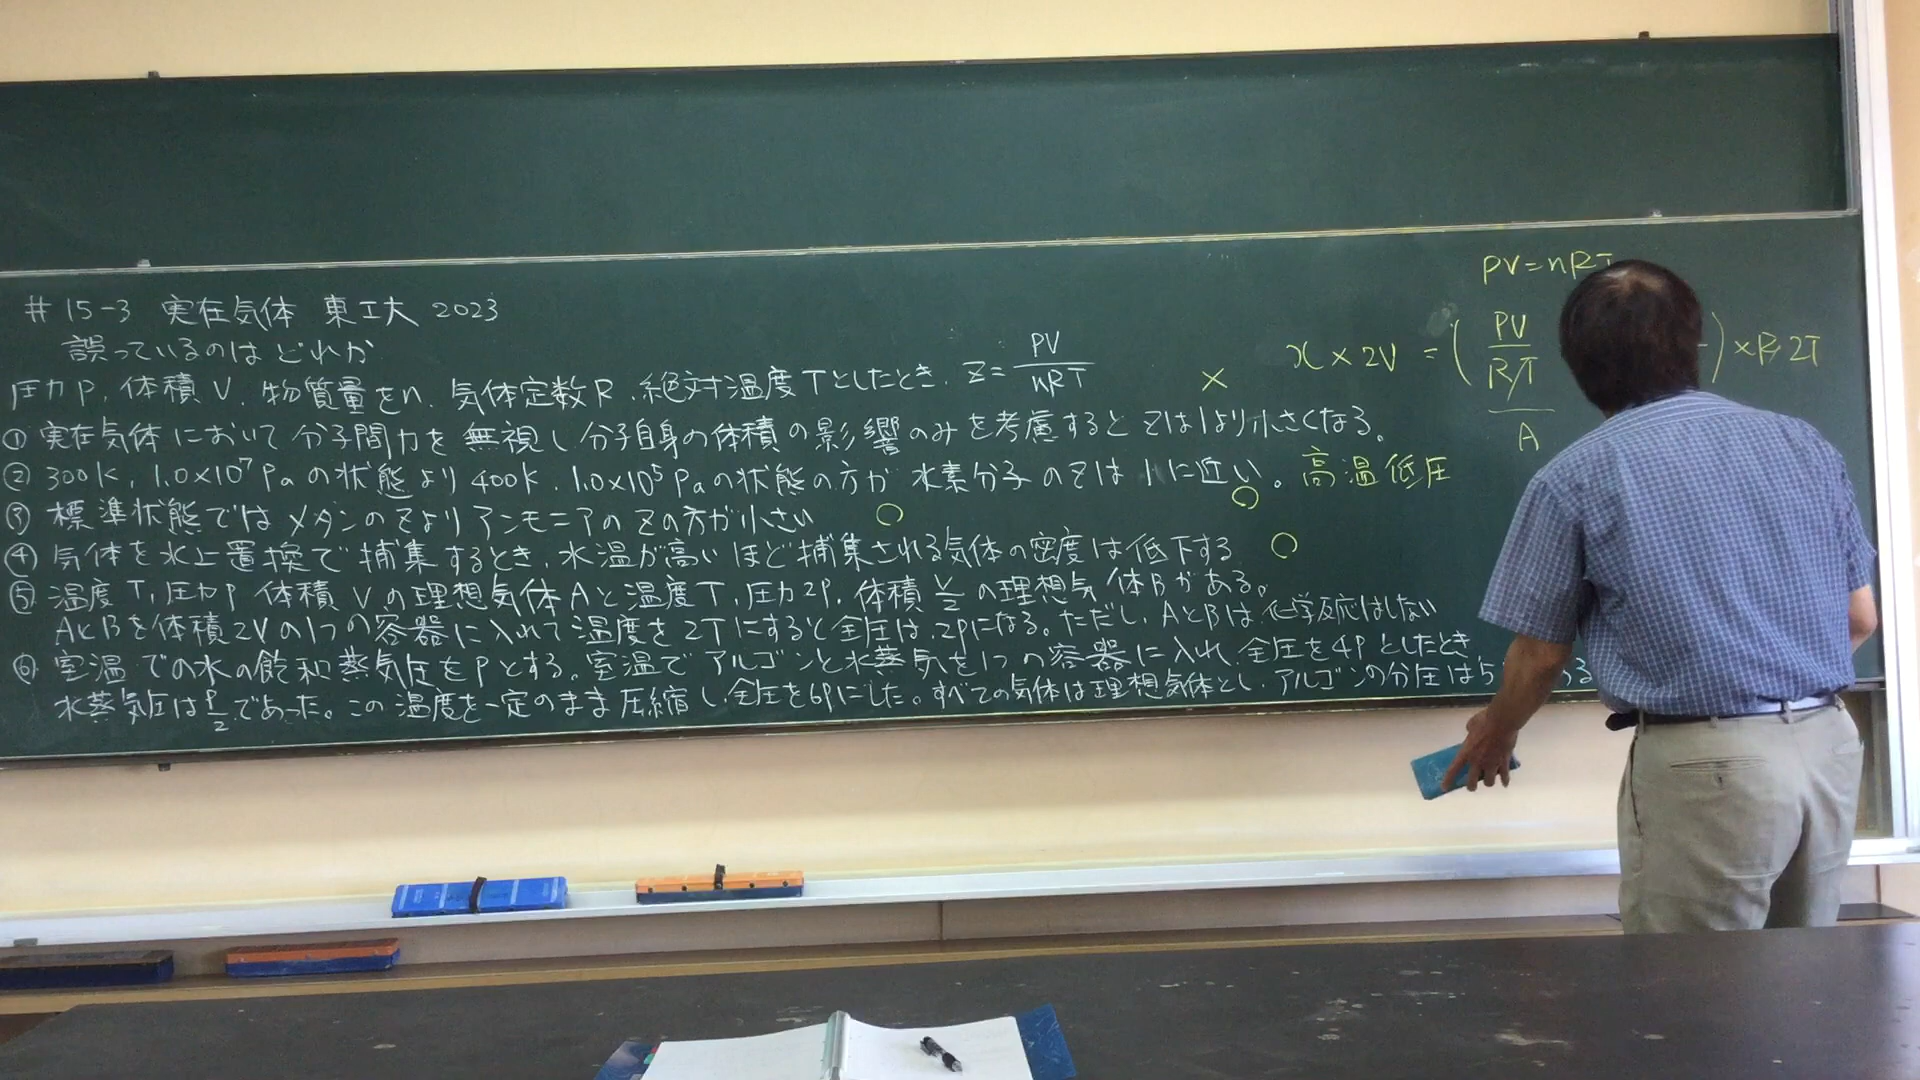 #15-3 実在気体 東工大 2023
誤っているのはどれか
圧力P、体積V、物質量をn、気体定数R、絶対温度Tとしたとき、Z=PV/nRT
① 実在気体において分子間力を無視し分子自身の体積の影響のみを考慮するとZは1より小さくなる。 ×
② 300K、1.0×10⁷Paの状態より400K、1.0×10⁵Paの状態の方が水素分子のZは1に近い。 ○ 高温低圧
③ 標準状態ではメタンのZよりアンモニアのZの方が小さい ○
④ 気体を水上置換で捕集するとき、水温が高いほど捕集される気体の密度は低下する ○
⑤ 温度T、圧力P 体積Vの理想気体Aと温度T、圧力2P、体積V/2の理想気体Bがある。
AとBを体積2Vの1つの容器に入れて温度を2Tにすると全圧は、2Pになる。ただし、AとBは化学反応はしない
⑥ 室温での水の飽和蒸気圧をPとする。室温でアルゴンと水蒸気を1つの容器に入れ、全圧を4Pとしたとき
水蒸気圧はP/2であった。この温度を一定のまま圧縮し、全圧を6Pにした。すべての気体は理想気体とし、アルゴンの分圧は5 る
PV=nRT
x×2V = ( PV/RT
A
)×R2T